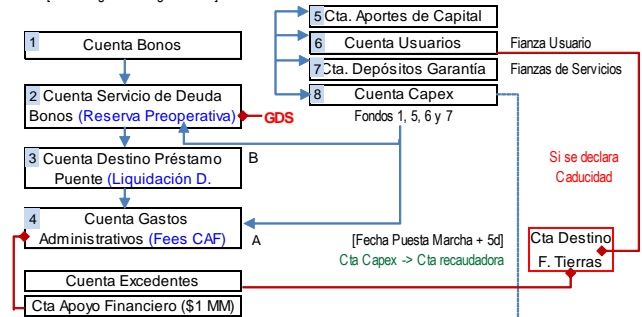 1 Cuenta Bonos
2 Cuenta Servicio de Deuda
Bonos (Reserva Preoperativa)
GDS
3 Cuenta Destino Préstamo
Puente (Liquidación D.
B
4 Cuenta Gastos
Administrativos (Fees CAF)
A
Cuenta Excedentes
Cta Apoyo Financiero ($1 MM)
5 Cta. Aportes de Capital
6 Cuenta Usuarios
Fianza Usuario
7 Cta. Depósitos Garantía
Fianzas de Servicios
8 Cuenta Capex
Fondos 1, 5, 6 y 7
Si se declara
Caducidad
[Fecha Puesta Marcha + 5d]
Cta Capex -> Cta recaudadora
Cta Destino
F. Tierras